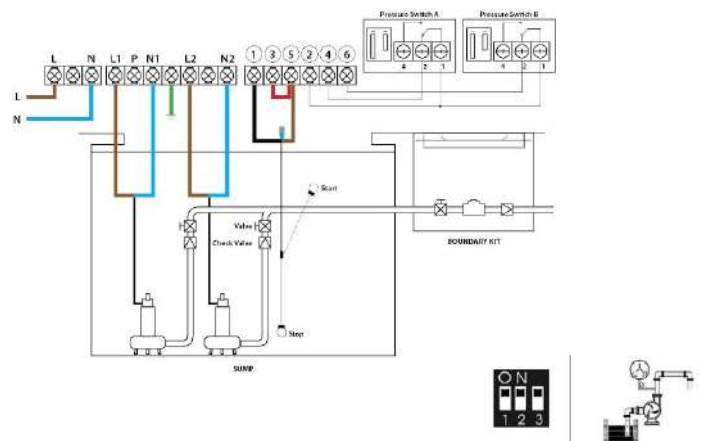 Pressure Switch A
Pressure Switch B
L N L1 P N1 L2 N2 1 3 5 2 4 6
4 2 1
4 2 1
L
N
Start
Valve
Check Valve
Stop
BOUNDARY KIT
SUMP
ON
1 2 3